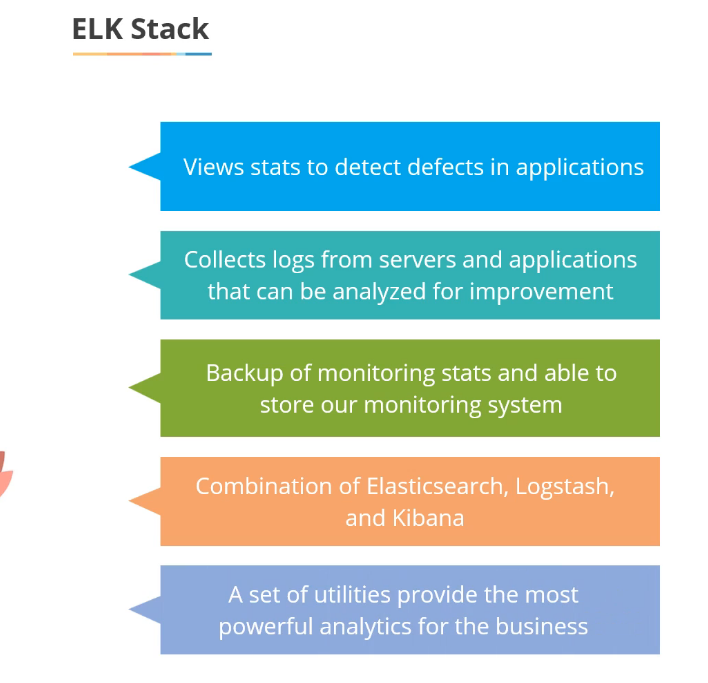 ELK Stack
Views stats to detect defects in applications
Collects logs from servers and applications
that can be analyzed for improvement
Backup of monitoring stats and able to
store our monitoring system
Combination of Elasticsearch, Logstash,
and Kibana
A set of utilities provide the most
powerful analytics for the business